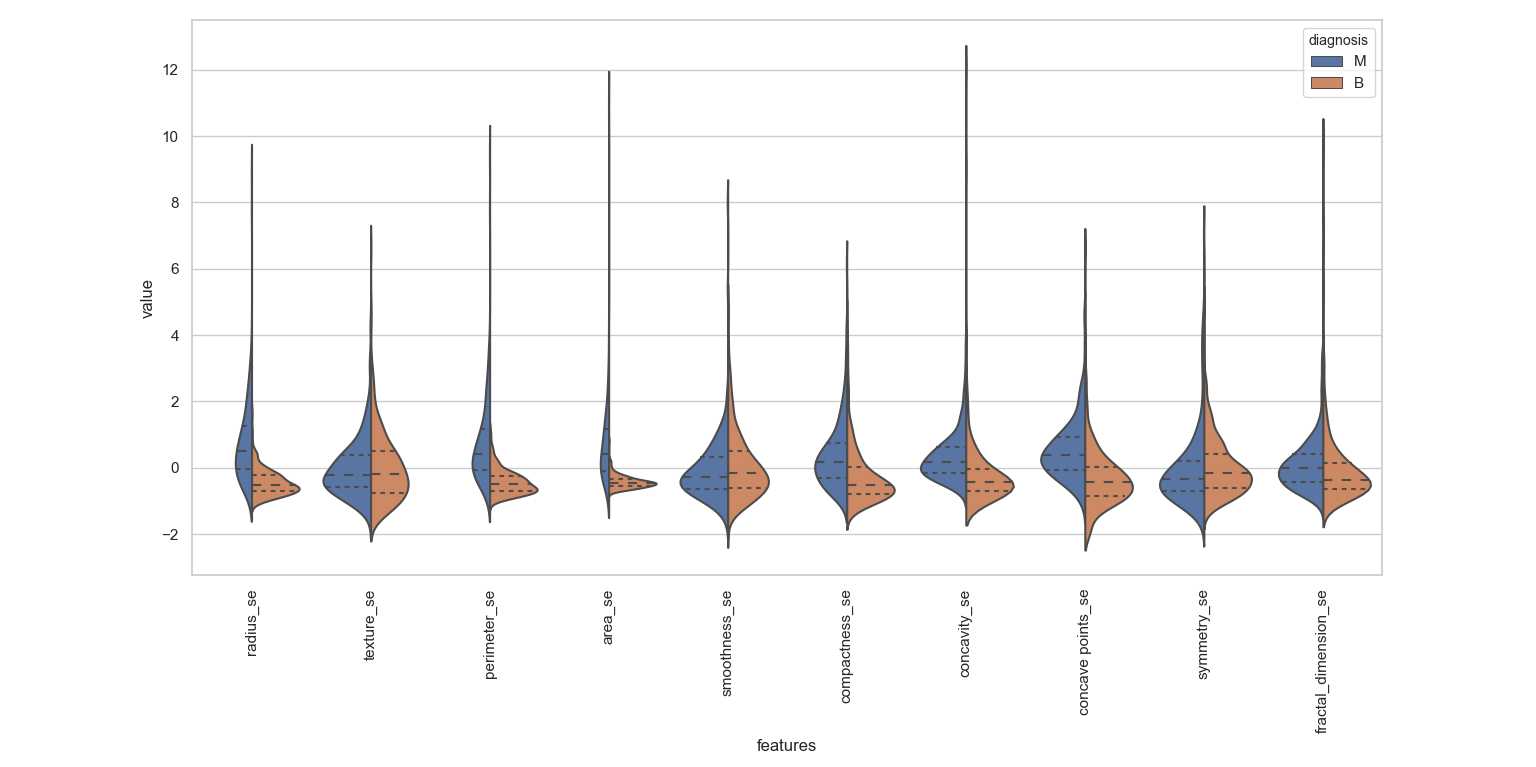 diagnosis
M
B
12
10
8
6
4
2
0
−2
value
radius_se
texture_se
perimeter_se
area_se
smoothness_se
compactness_se
concavity_se
concave points_se
symmetry_se
fractal_dimension_se
features